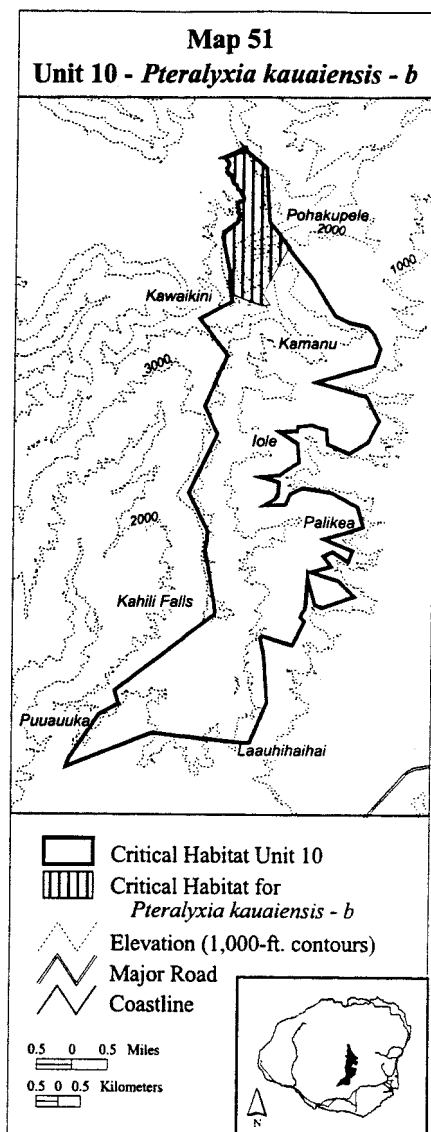 Map 51
Unit 10 - Pteralyxia kauaiensis - b
Pohakupele
2000
1000
Kawaikini
Kamanu
3000
Iole
2000
Palikea
Kahili Falls
Puuauuka
Laauhihaihai
Critical Habitat Unit 10
Critical Habitat for
Pteralyxia kauaiensis - b
Elevation (1,000-ft. contours)
Major Road
Coastline
0.5 0 0.5 Miles
0.5 0 0.5 Kilometers
N